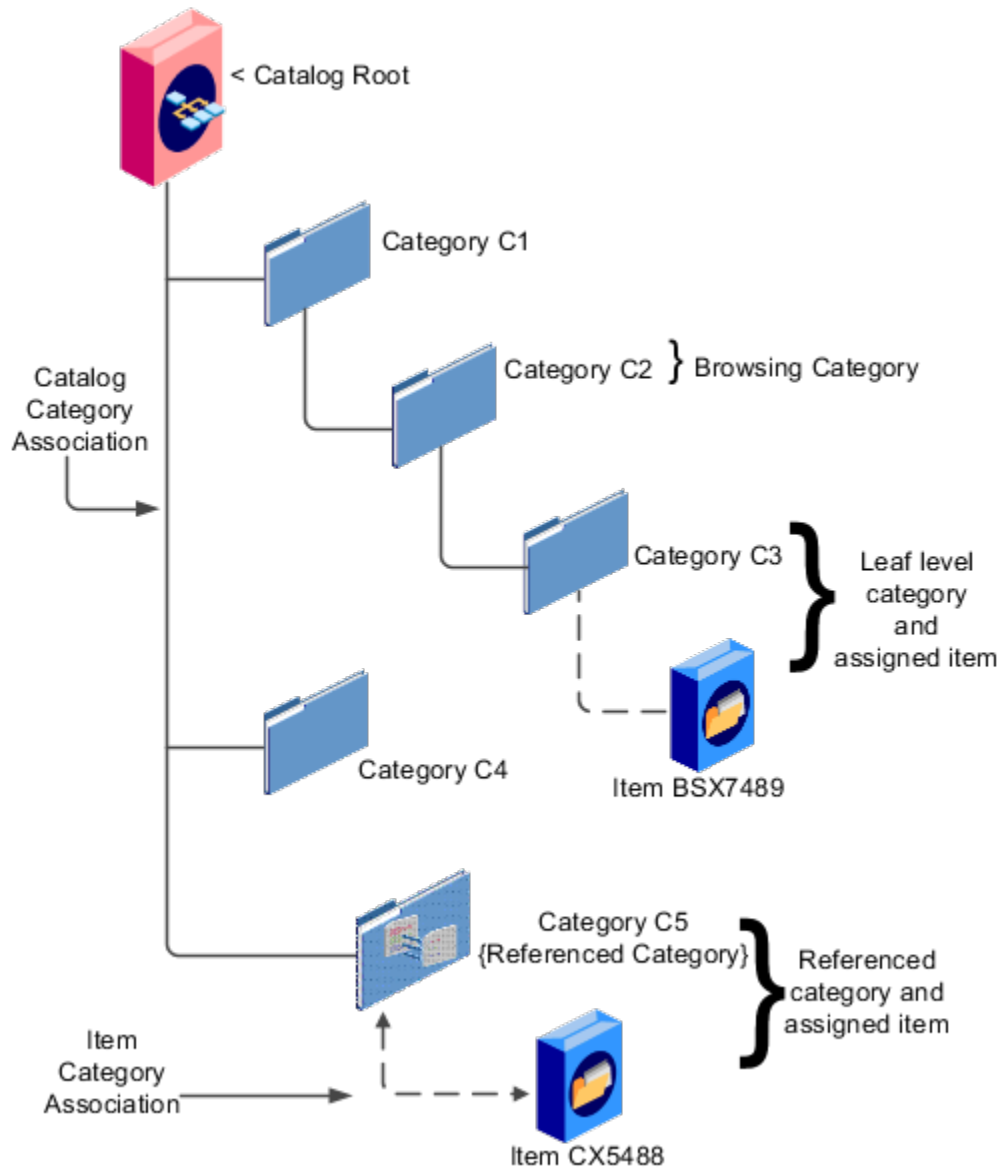 < Catalog Root
Category C1
Category C2 } Browsing Category
Catalog
Category
Association
Category C3
Leaf level
category
and
assigned item
Item BSX7489
Category C4
Category C5
{Referenced Category}
Referenced
category and
assigned item
Item
Category
Association
Item CX5488